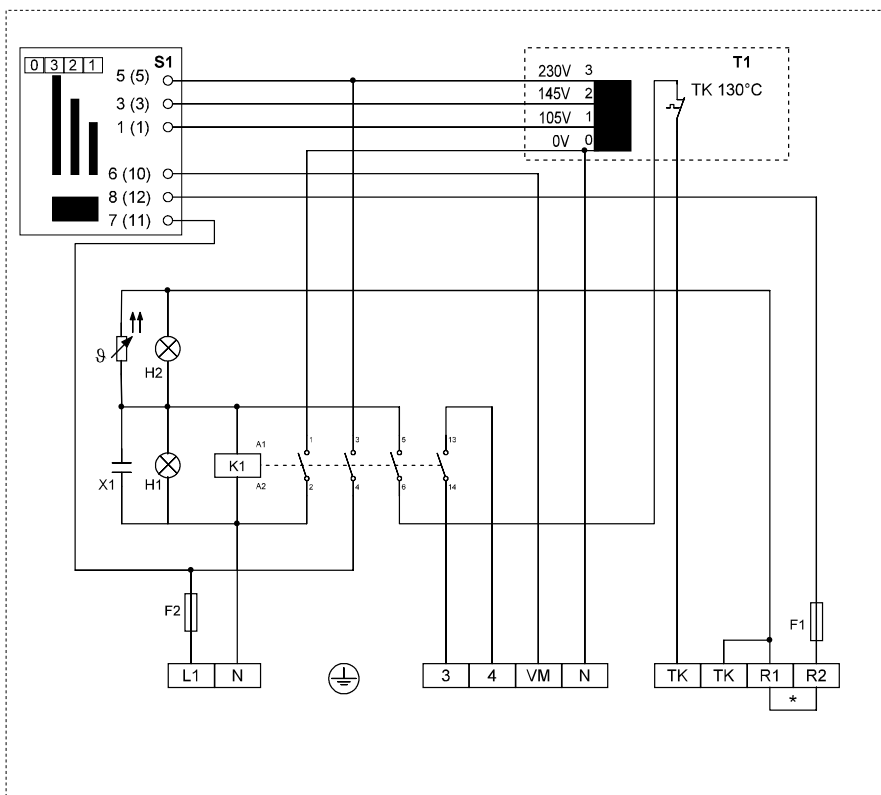 0 3 2 1
S1
5 (5)
3 (3)
1 (1)
6 (10)
8 (12)
7 (11)
T1
230V 3
145V 2
105V 1
0V 0
TK 130°C
ϑ
H2
X1
H1
K1
A1
A2
1 3 5 13
2 4 6 14
F2
F1
L1 N
3 4 VM N
TK TK R1 R2
*